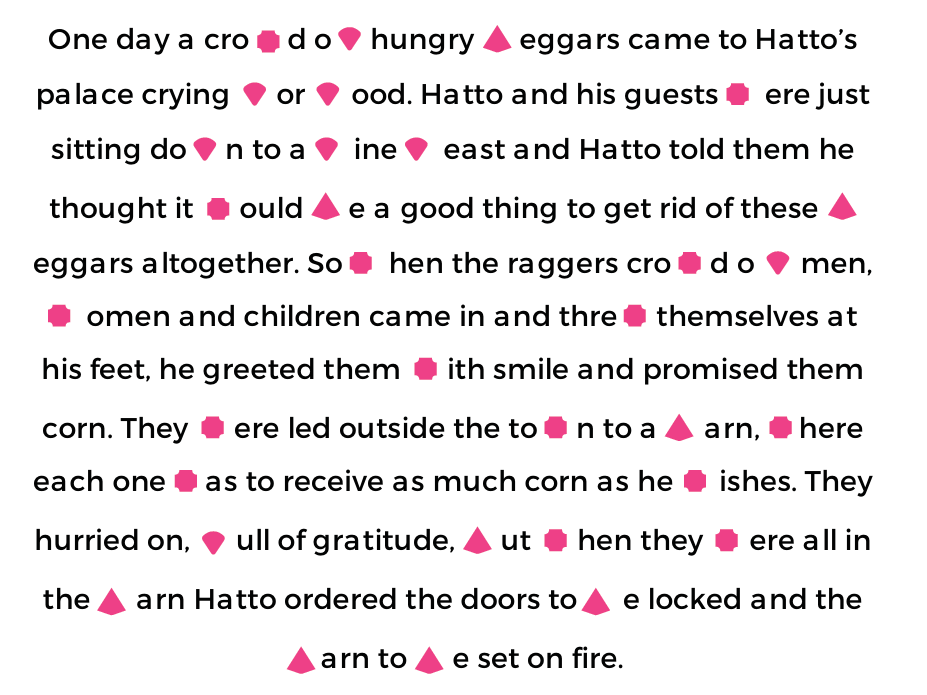 One day a cro d o hungry eggars came to Hatto’s
palace crying or ood. Hatto and his guests ere just
sitting do n to a ine east and Hatto told them he
thought it ould e a good thing to get rid of these
eggars altogether. So hen the raggers cro d o men,
omen and children came in and thre themselves at
his feet, he greeted them ith smile and promised them
corn. They ere led outside the to n to a arn, here
each one as to receive as much corn as he ishes. They
hurried on, ull of gratitude, ut hen they ere all in
the arn Hatto ordered the doors to e locked and the
arn to e set on fire.